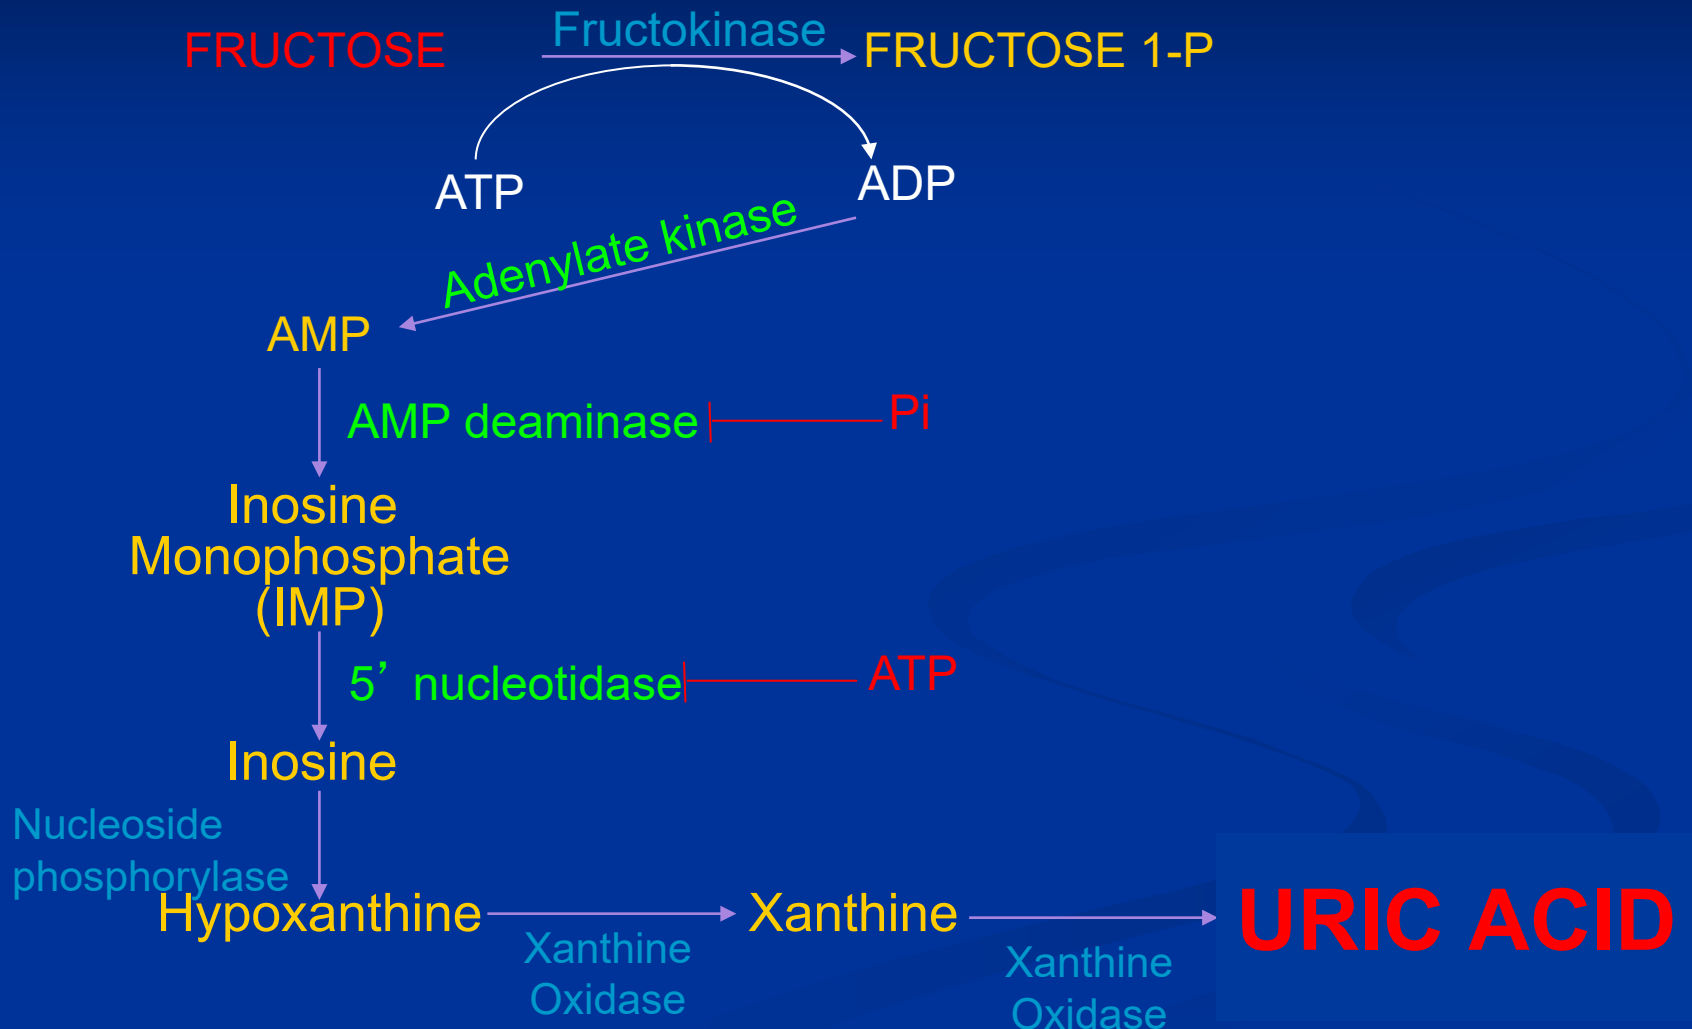 Fructokinase
FRUCTOSE
FRUCTOSE 1-P
ATP
ADP
Adenylate kinase
AMP
AMP deaminase
Pi
Inosine
Monophosphate
(IMP)
5’ nucleotidase
ATP
Inosine
Nucleoside
phosphorylase
Hypoxanthine
Xanthine
URIC ACID
Xanthine
Oxidase
Xanthine
Oxidase